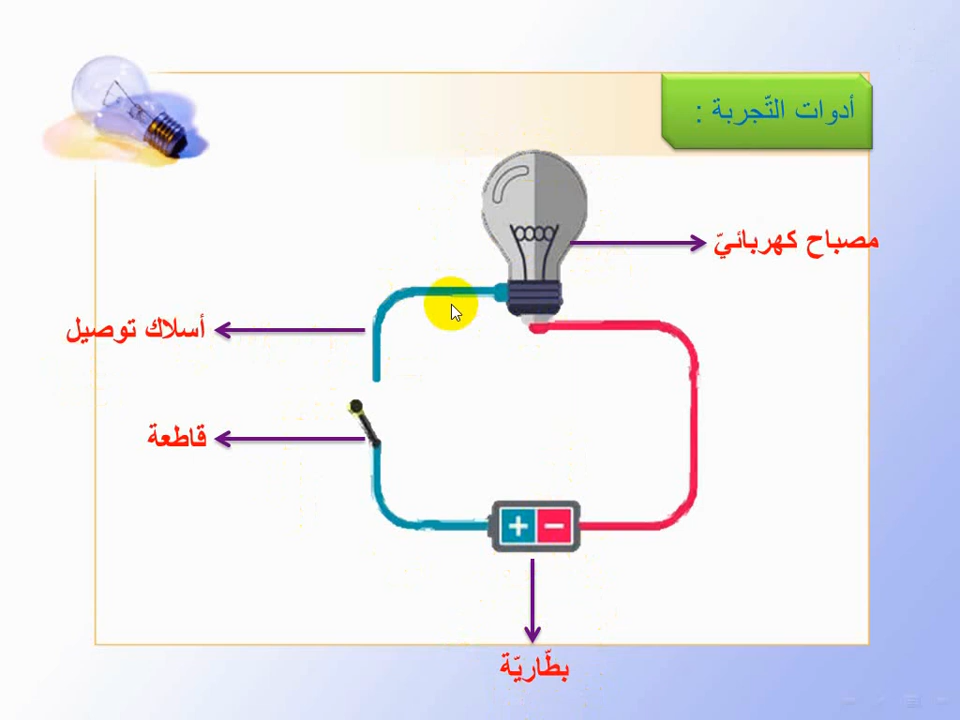 أدوات التّجربة :
مصباح كهربائيّ
أسلاك توصيل
قاطعة
+ −
بطّاريّة